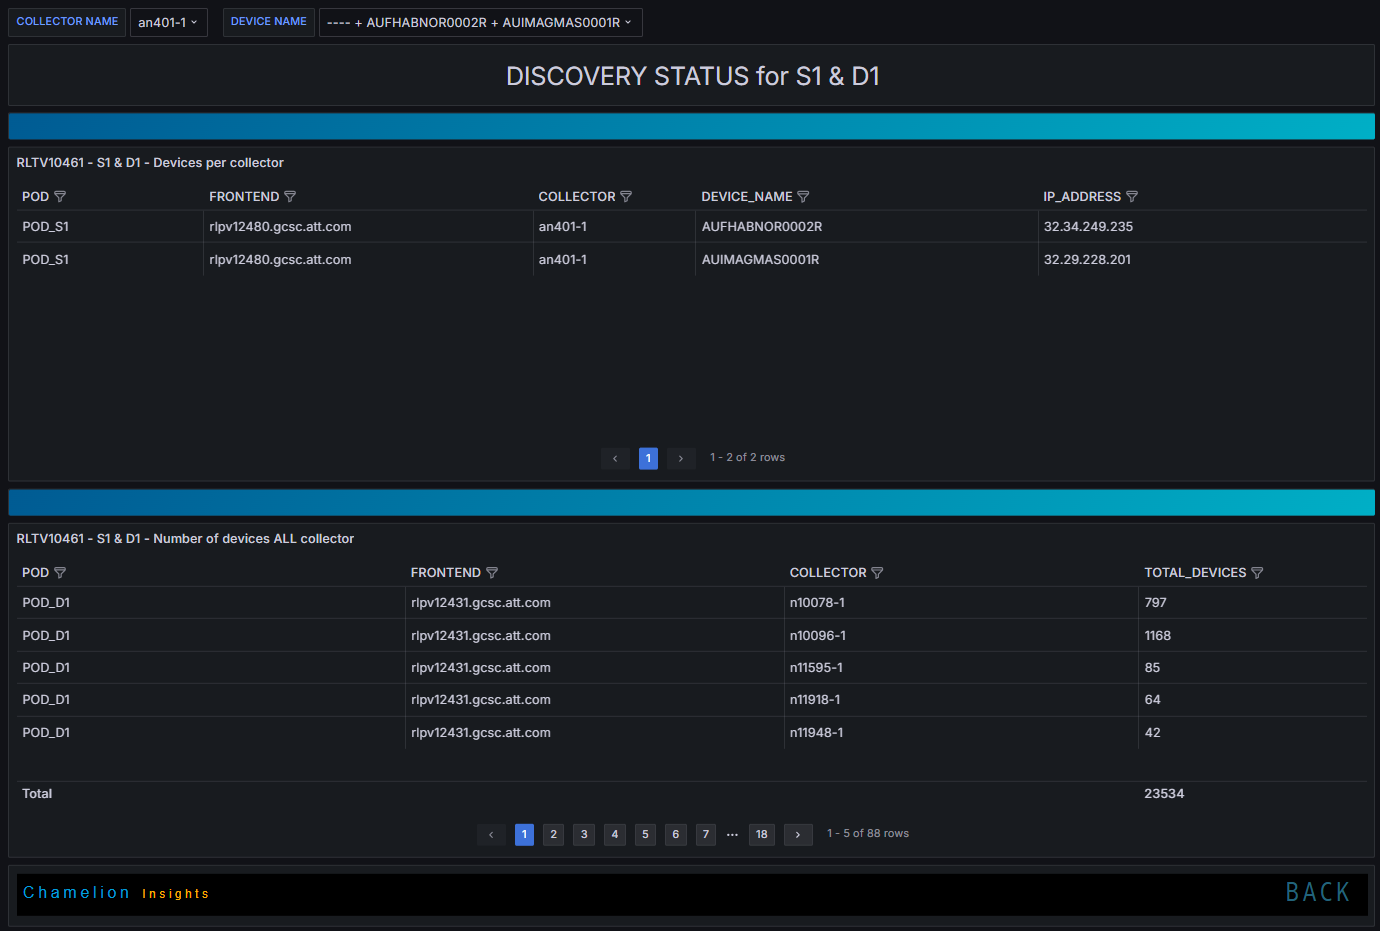 COLLECTOR NAME an401-1 DEVICE NAME ---- + AUFHABNOR0002R + AUIMAGMAS0001R
DISCOVERY STATUS for S1 & D1
RLTV10461 - S1 & D1 - Devices per collector
POD FRONTEND COLLECTOR DEVICE_NAME IP_ADDRESS
POD_S1 rlpv12480.gcsc.att.com an401-1 AUFHABNOR0002R 32.34.249.235
POD_S1 rlpv12480.gcsc.att.com an401-1 AUIMAGMAS0001R 32.29.228.201
‹ 1 › 1 - 2 of 2 rows
RLTV10461 - S1 & D1 - Number of devices ALL collector
POD FRONTEND COLLECTOR TOTAL_DEVICES
POD_D1 rlpv12431.gcsc.att.com n10078-1 797
POD_D1 rlpv12431.gcsc.att.com n10096-1 1168
POD_D1 rlpv12431.gcsc.att.com n11595-1 85
POD_D1 rlpv12431.gcsc.att.com n11918-1 64
POD_D1 rlpv12431.gcsc.att.com n11948-1 42
Total 23534
‹ 1 2 3 4 5 6 7 ··· 18 › 1 - 5 of 88 rows
Chamelion Insights BACK